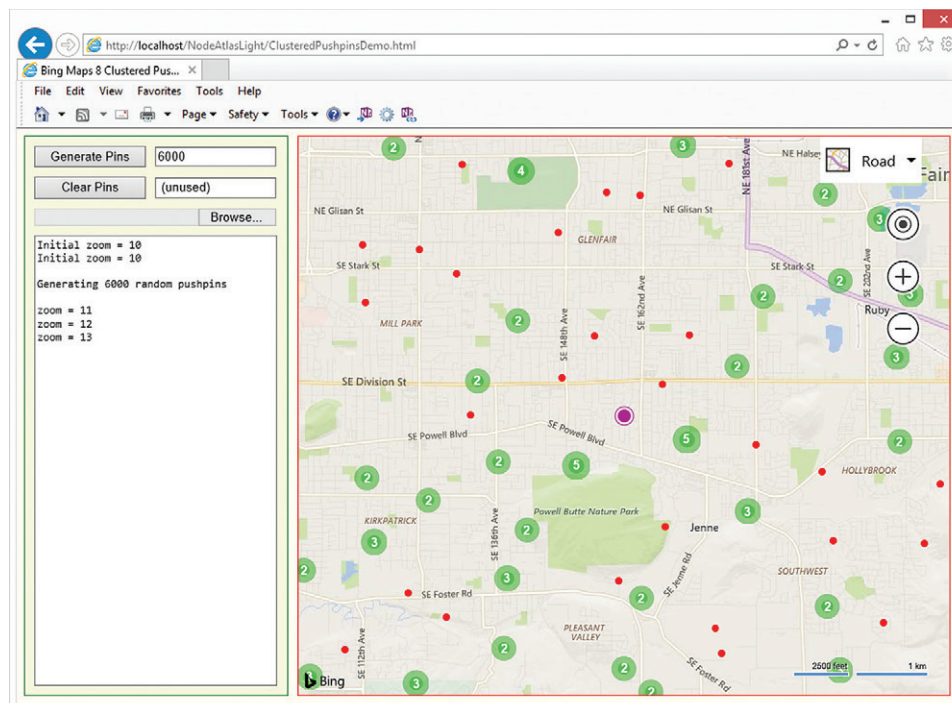 http://localhost/NodeAtlasLight/ClusteredPushpinsDemo.html
Bing Maps 8 Clustered Pus...
File Edit View Favorites Tools Help
Page Safety Tools
Generate Pins 6000
Clear Pins (unused)
Browse...
Initial zoom = 10
Initial zoom = 10
Generating 6000 random pushpins
zoom = 11
zoom = 12
zoom = 13
2
3
4
NE Halsey
NE 181st Ave
Road
Fair
2
NE Glisan St
NE Glisan St
3
GLENFAIR
SE Stark St
SE Stark St
SE 202nd Ave
2
2
3
Ruby
SE 162nd Ave
SE 148th Ave
MILL PARK
2
3
2
SE Division St
2
SE Powell Blvd
SE Powell Blvd
5
2
2
5
HOLLYBROOK
2
2
3
Powell Butte Nature Park
Jenne
KIRKPATRICK
SE 136th Ave
2
3
2
3
SOUTHWEST
SE Jenne Rd
SE Foster Rd
2
2
PLEASANT
VALLEY
SE 112th Ave
2
SE Foster Rd
2
2500 feet 1 km
Bing
3
2